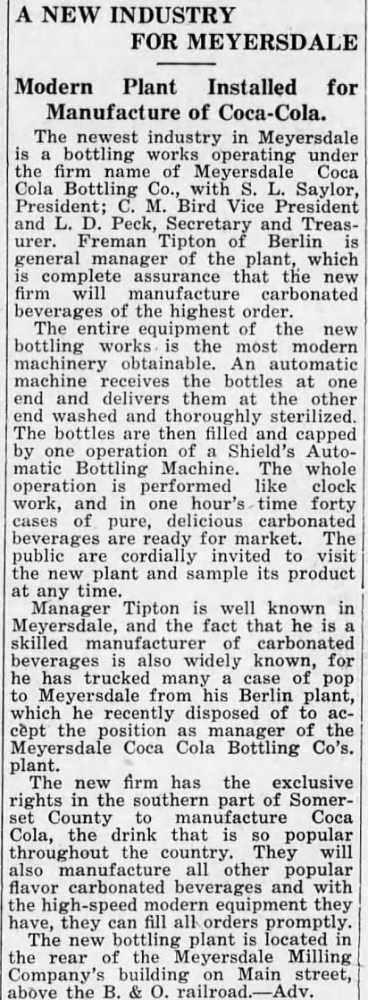 A NEW INDUSTRY
FOR MEYERSDALE
Modern Plant Installed for
Manufacture of Coca-Cola.
The newest industry in Meyersdale
is a bottling works operating under
the firm name of Meyersdale Coca
Cola Bottling Co., with S. L. Saylor,
President; C. M. Bird Vice President
and L. D. Peck, Secretary and Treas-
urer. Freman Tipton of Berlin is
general manager of the plant, which
is complete assurance that the new
firm will manufacture carbonated
beverages of the highest order.
The entire equipment of the new
bottling works is the most modern
machinery obtainable. An automatic
machine receives the bottles at one
end and delivers them at the other
end washed and thoroughly sterilized.
The bottles are then filled and capped
by one operation of a Shield's Auto-
matic Bottling Machine. The whole
operation is performed like clock
work, and in one hour's time forty
cases of pure, delicious carbonated
beverages are ready for market. The
public are cordially invited to visit
the new plant and sample its product
at any time.
Manager Tipton is well known in
Meyersdale, and the fact that he is a
skilled manufacturer of carbonated
beverages is also widely known, for
he has trucked many a case of pop
to Meyersdale from his Berlin plant,
which he recently disposed of to ac-
cept the position as manager of the
Meyersdale Coca Cola Bottling Co's.
plant.
The new firm has the exclusive
rights in the southern part of Somer-
set County to manufacture Coca
Cola, the drink that is so popular
throughout the country. They will
also manufacture all other popular
flavor carbonated beverages and with
the high-speed modern equipment they
have, they can fill all orders promptly.
The new bottling plant is located in
the rear of the Meyersdale Milling
Company's building on Main street,
above the B. & O. railroad.—Adv.